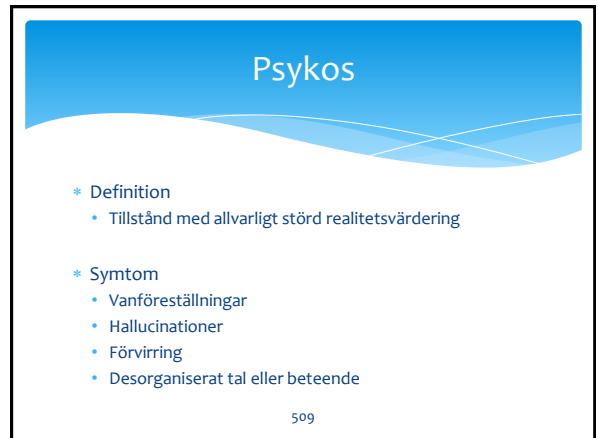 Psykos
* Definition
• Tillstånd med allvarligt störd realitetsvärdering
* Symtom
• Vanföreställningar
• Hallucinationer
• Förvirring
• Desorganiserat tal eller beteende
509